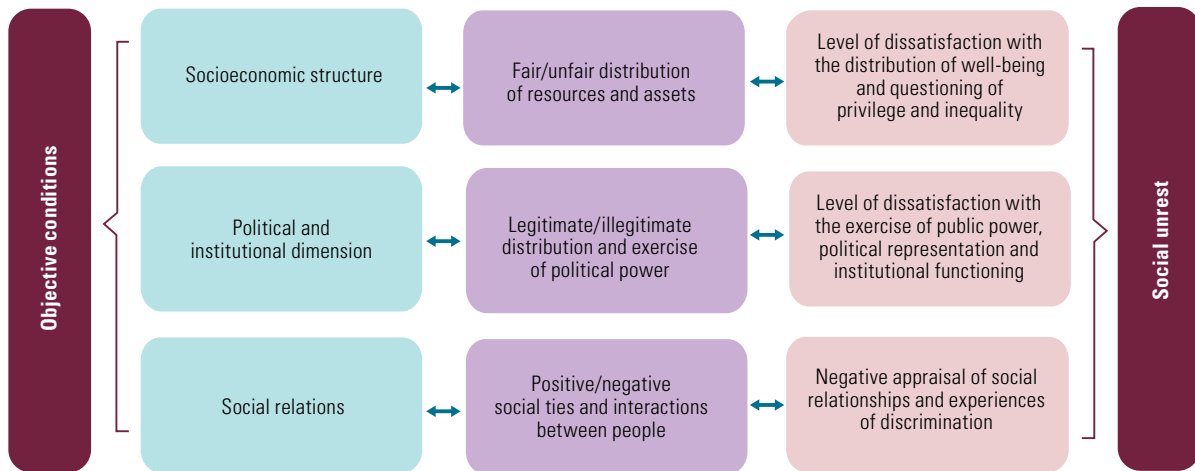 Objective conditions
Socioeconomic structure
Fair/unfair distribution
of resources and assets
Level of dissatisfaction with
the distribution of well-being
and questioning of
privilege and inequality
Political and
institutional dimension
Legitimate/illegitimate
distribution and exercise
of political power
Level of dissatisfaction with
the exercise of public power,
political representation and
institutional functioning
Social relations
Positive/negative
social ties and interactions
between people
Negative appraisal of social
relationships and experiences
of discrimination
Social unrest